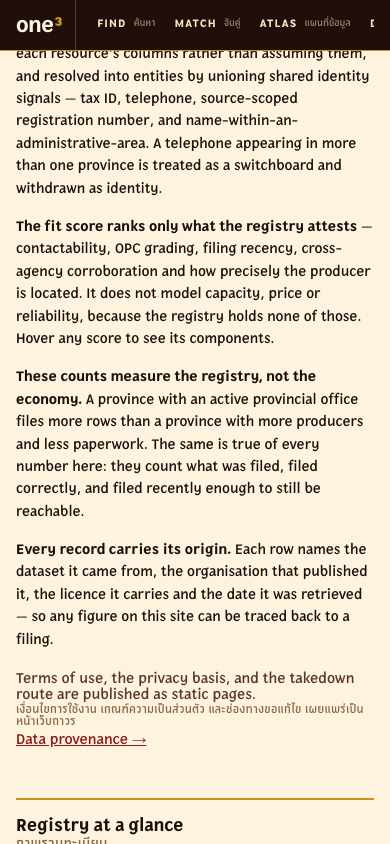 one³
FIND ค้นหา MATCH จับคู่ ATLAS แผนที่ข้อมูล
each resource's columns rather than assuming them,
and resolved into entities by unioning shared identity
signals — tax ID, telephone, source-scoped
registration number, and name-within-an-
administrative-area. A telephone appearing in more
than one province is treated as a switchboard and
withdrawn as identity.
The fit score ranks only what the registry attests —
contactability, OPC grading, filing recency, cross-
agency corroboration and how precisely the producer
is located. It does not model capacity, price or
reliability, because the registry holds none of those.
Hover any score to see its components.
These counts measure the registry, not the
economy. A province with an active provincial office
files more rows than a province with more producers
and less paperwork. The same is true of every
number here: they count what was filed, filed
correctly, and filed recently enough to still be
reachable.
Every record carries its origin. Each row names the
dataset it came from, the organisation that published
it, the licence it carries and the date it was retrieved
— so any figure on this site can be traced back to a
filing.
Terms of use, the privacy basis, and the takedown
route are published as static pages.
เงื่อนไขการใช้งาน เกณฑ์ความเป็นส่วนตัว และช่องทางขอแก้ไข เผยแพร่เป็น
หน้าเว็บถาวร
Data provenance →
Registry at a glance
ภาพรวมทะเบียน